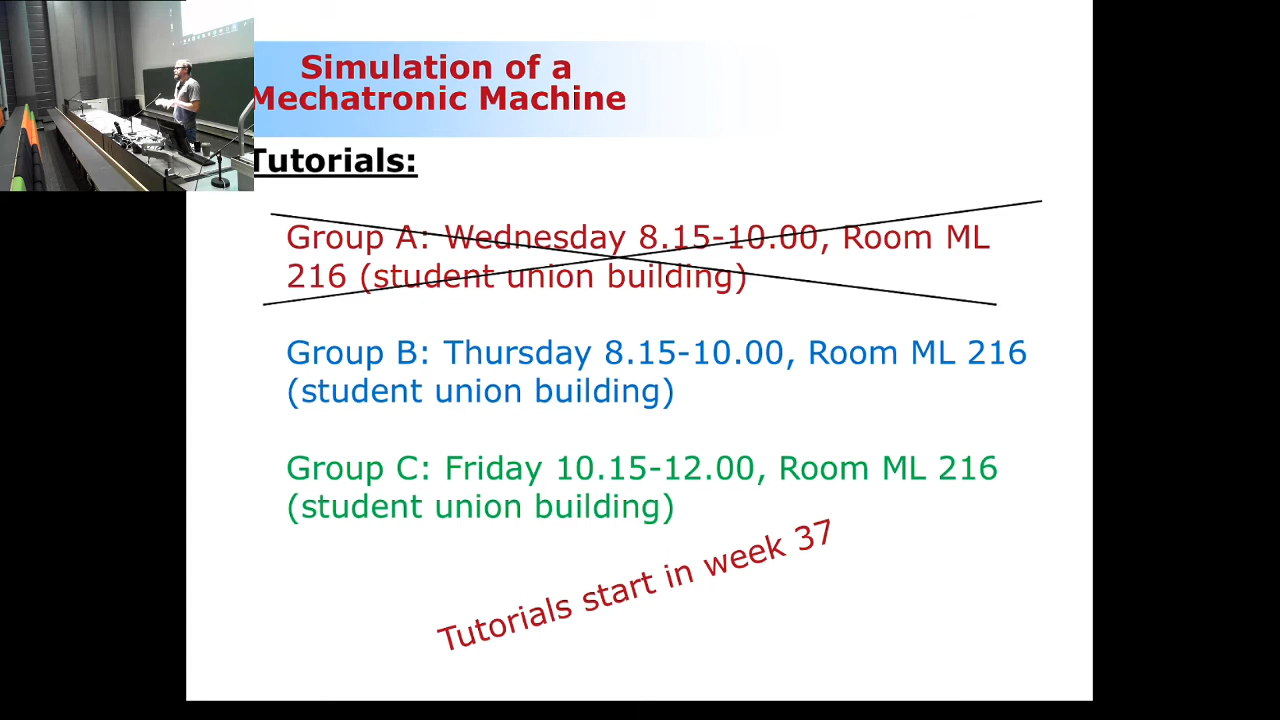 Simulation of a
Mechatronic Machine
Tutorials:
Group A: Wednesday 8.15-10.00, Room ML
216 (student union building)
Group B: Thursday 8.15-10.00, Room ML 216
(student union building)
Group C: Friday 10.15-12.00, Room ML 216
(student union building)
Tutorials start in week 37